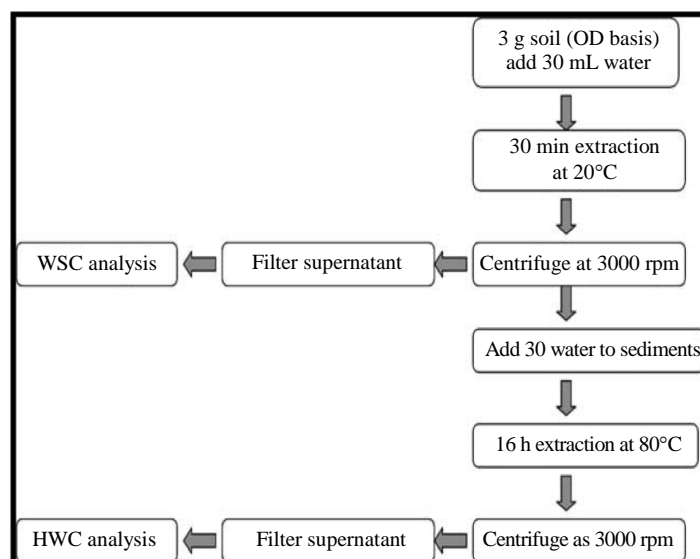 3 g soil (OD basis)
add 30 mL water
30 min extraction
at 20°C
WSC analysis
Filter supernatant
Centrifuge at 3000 rpm
Add 30 water to sediments
16 h extraction at 80°C
HWC analysis
Filter supernatant
Centrifuge as 3000 rpm